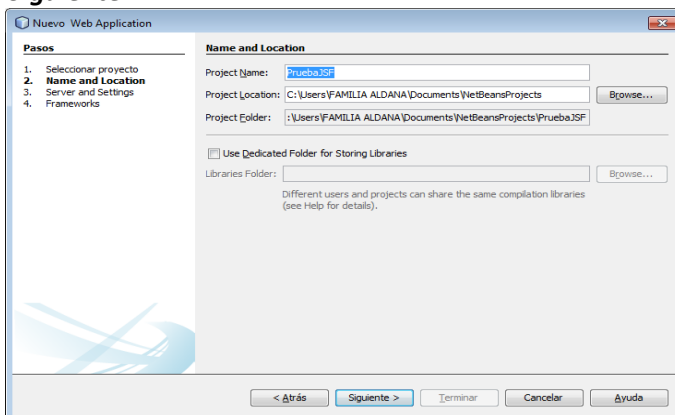 Nuevo Web Application
Pasos
1. Seleccionar proyecto
2. Name and Location
3. Server and Settings
4. Frameworks
Name and Location
Project Name: PruebaJSF
Project Location: C:\Users\FAMILIA ALDANA\Documents\NetBeansProjects Browse...
Project Folder: :\Users\FAMILIA ALDANA\Documents\NetBeansProjects\PruebaJSF
Use Dedicated Folder for Storing Libraries
Libraries Folder: Browse...
Different users and projects can share the same compilation libraries
(see Help for details).
< Atrás Siguiente > Terminar Cancelar Ayuda